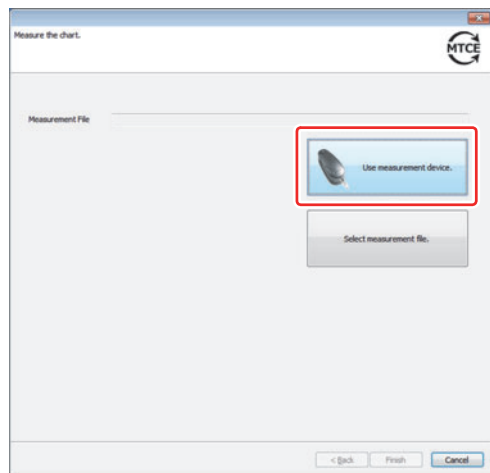 Measure the chart.
MTCE
Measurement File
Use measurement device.
Select measurement file.
< Back
Finish
Cancel